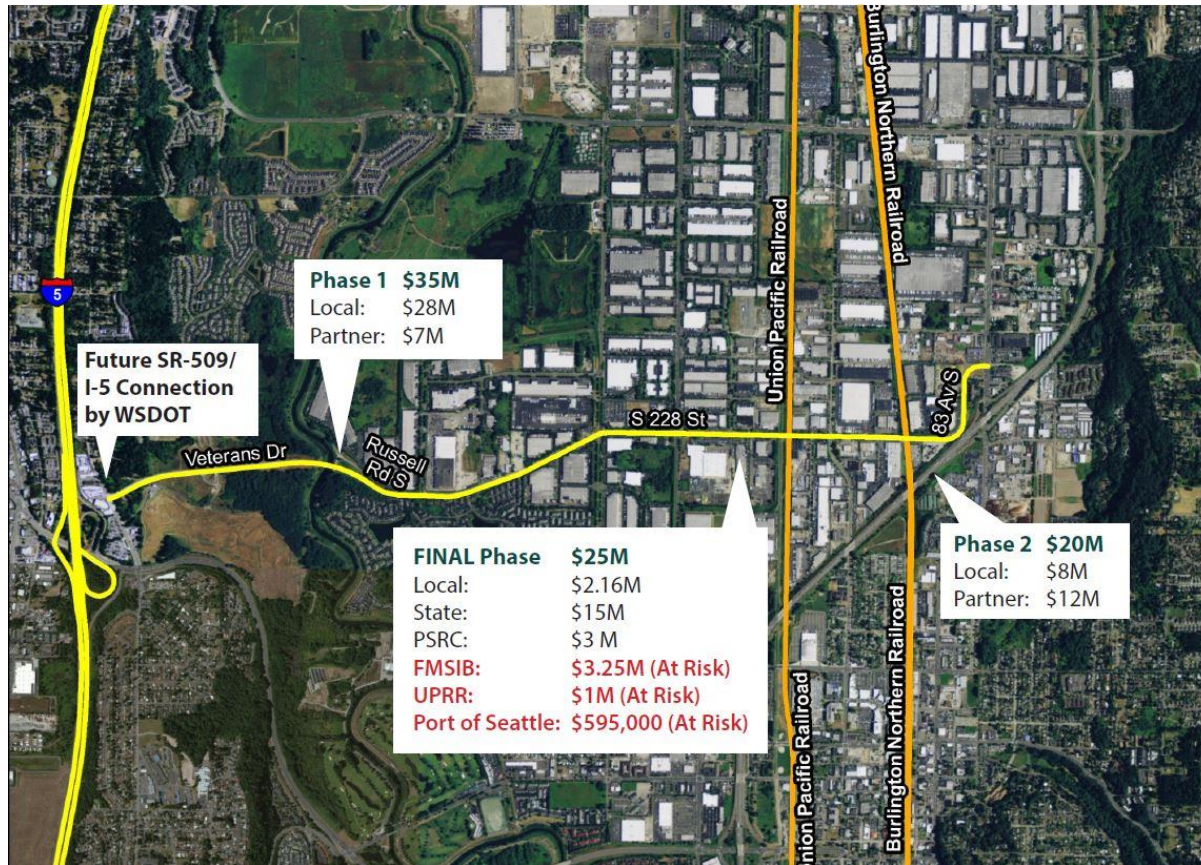 Burlington Northern Railroad
Union Pacific Railroad
5
Phase 1 $35M
Local: $28M
Partner: $7M
Future SR-509/
I-5 Connection
by WSDOT
Veterans Dr
Russell
Rd S
S 228 St
83 Av S
FINAL Phase $25M
Local: $2.16M
State: $15M
PSRC: $3 M
FMSIB: $3.25M (At Risk)
UPRR: $1M (At Risk)
Port of Seattle: $595,000 (At Risk)
Phase 2 $20M
Local: $8M
Partner: $12M
Union Pacific Railroad
Burlington Northern Railroad